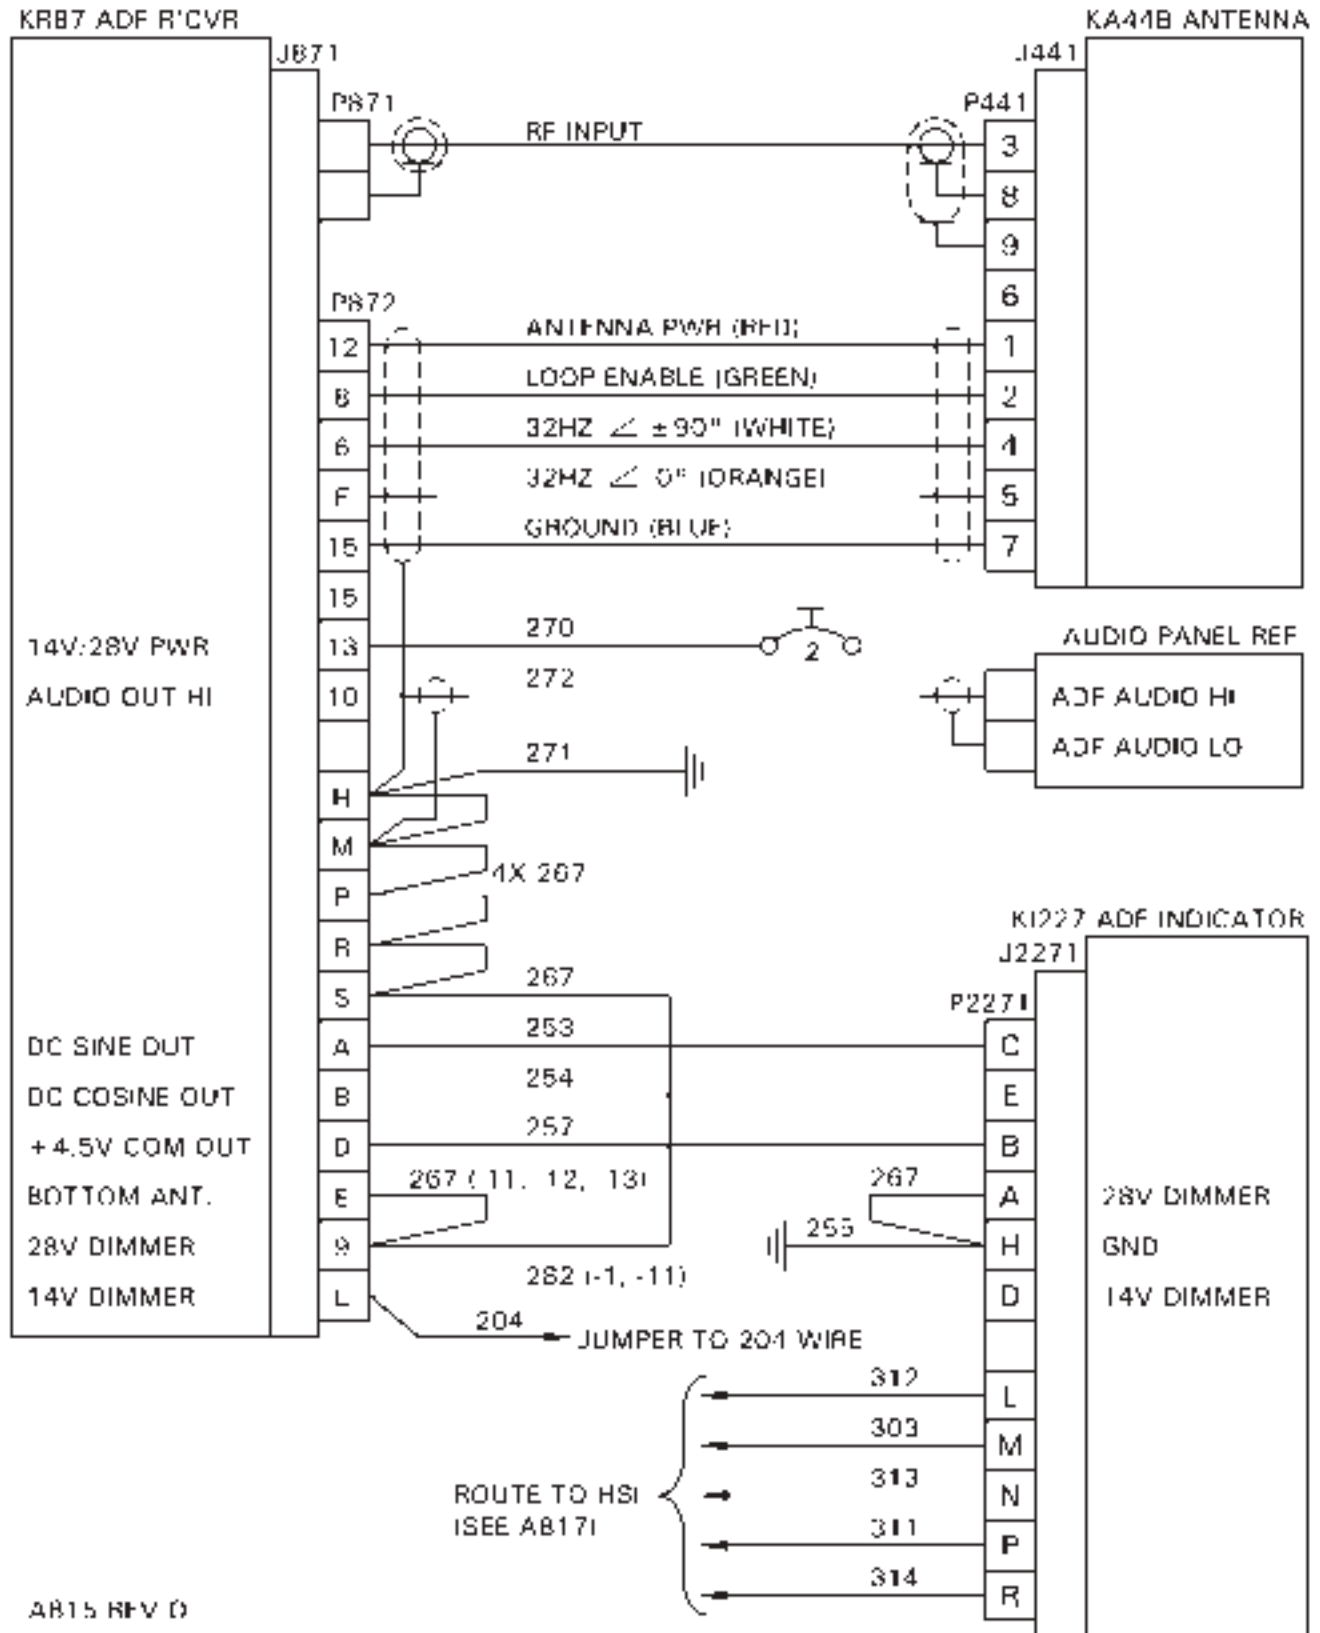 KR87 ADF R'CVR
KA44B ANTENNA
J871
J441
P871
P441
RF INPUT
3
8
9
6
P872
ANTENNA PWR (RED)
12
1
LOOP ENABLE (GREEN)
8
2
32HZ ∠ ±90° (WHITE)
6
4
32HZ ∠ 0° (ORANGE)
F
5
GROUND (BLUE)
15
7
15
14V/28V PWR
13
270
2
AUDIO PANEL REF
AUDIO OUT HI
10
272
ADF AUDIO HI
ADF AUDIO LO
271
H
M
4X 267
P
KI227 ADF INDICATOR
R
J2271
S
267
P2271
DC SINE OUT
A
253
C
DC COSINE OUT
B
254
E
+4.5V COM OUT
D
257
B
BOTTOM ANT.
E
267 ( 11, 12, 13)
267
A
28V DIMMER
28V DIMMER
9
255
H
GND
282 (-1, -11)
14V DIMMER
L
D
14V DIMMER
204
JUMPER TO 204 WIRE
312
L
303
M
ROUTE TO HSI
(SEE A817)
313
N
311
P
314
R
A815 REV D